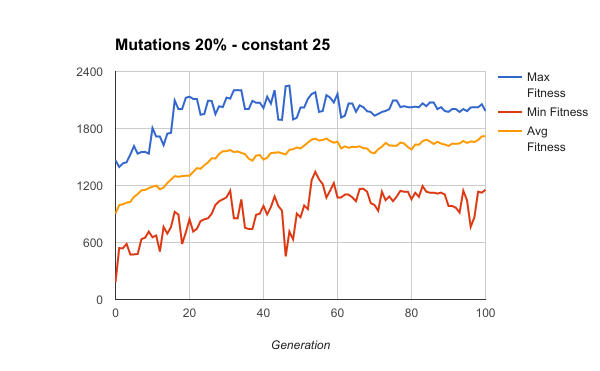 Mutations 20% - constant 25
2400
1800
1200
600
0
0 20 40 60 80 100
Generation
Max
Fitness
Min Fitness
Avg
Fitness